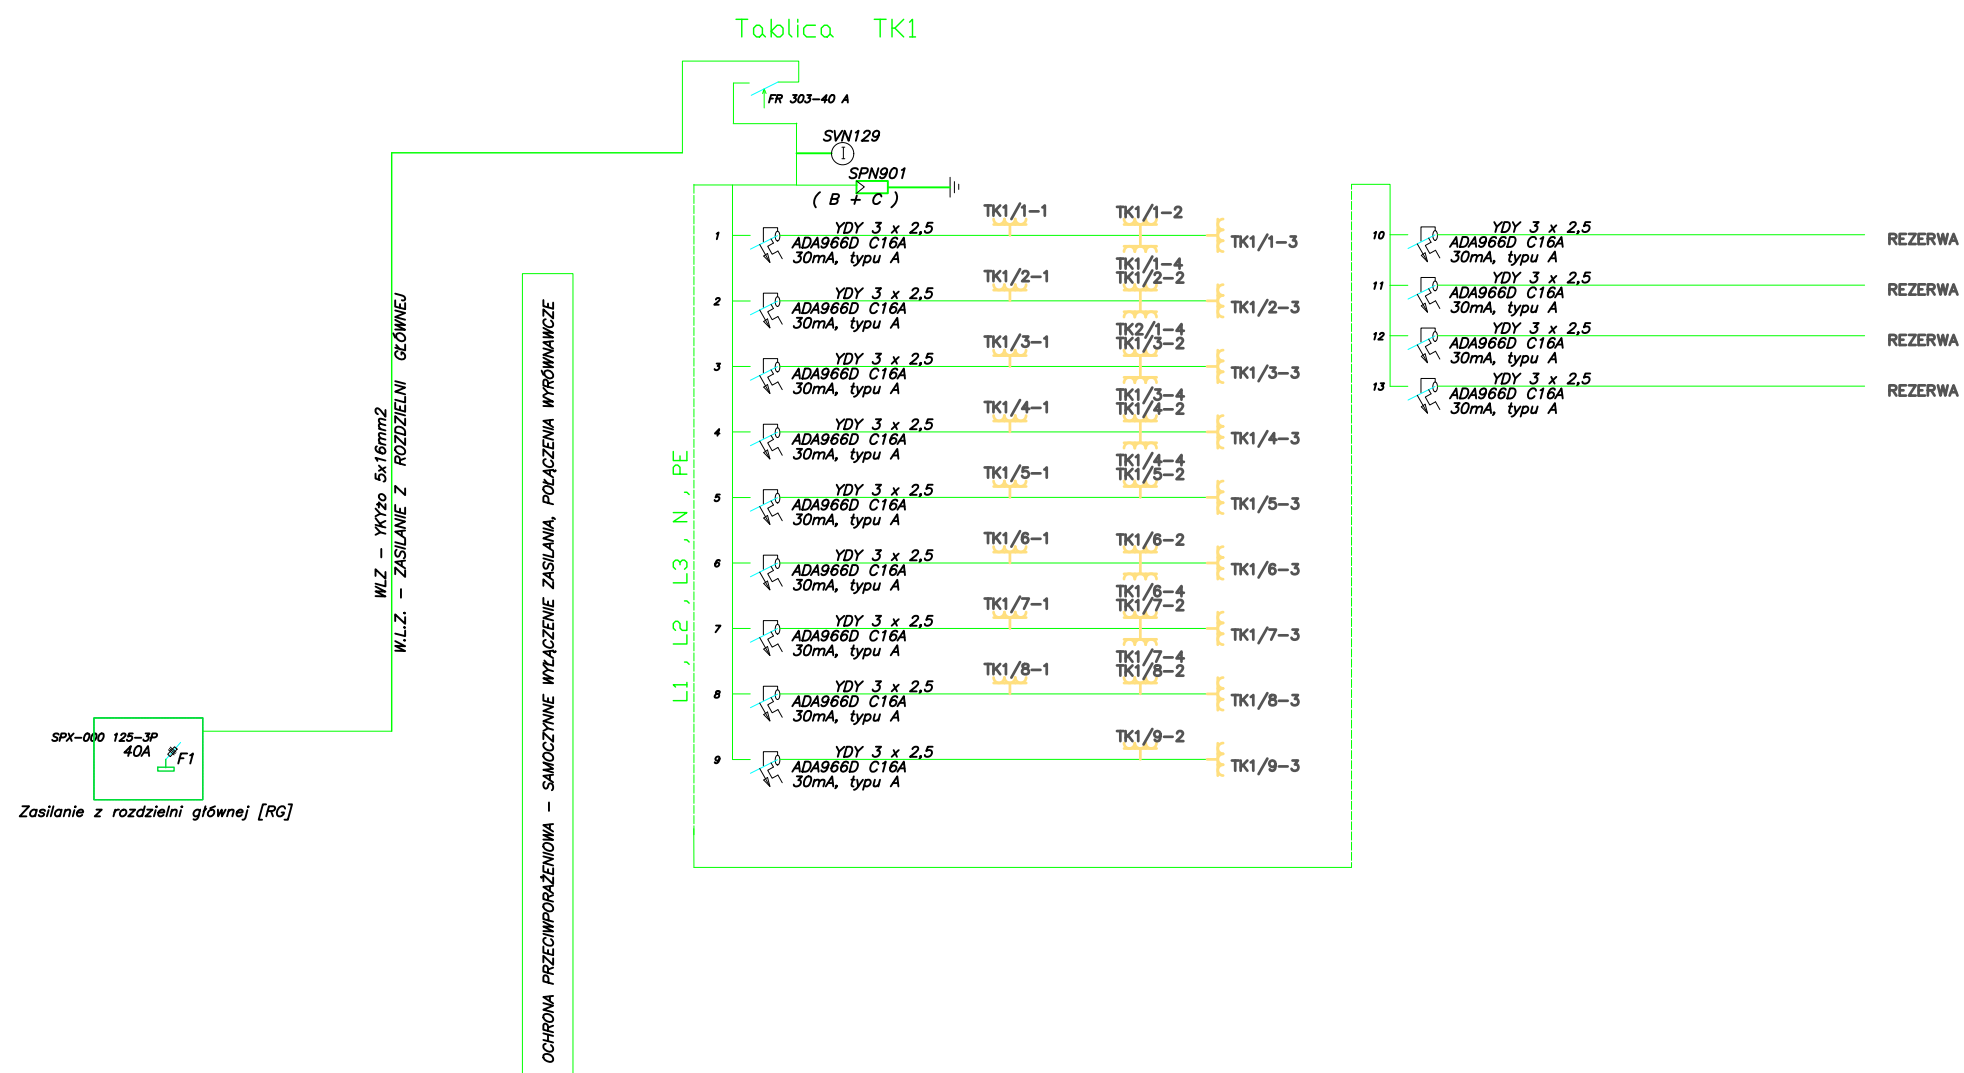 Tablica TK1
FR 303-40 A
SVN129
SPN901
( B + C )
WLZ - YKYżo 5x16mm2
W.L.Z. - ZASILANIE Z ROZDZIELNI GŁÓWNEJ
SPX-000 125-3P
40A
F1
Zasilanie z rozdzielni głównej [RG]
OCHRONA PRZECIWPORAŻENIOWA - SAMOCZYNNE WYŁĄCZENIE ZASILANIA, POŁĄCZENIA WYRÓWNAWCZE
L1 , L2 , L3 , N , PE
1
YDY 3 x 2,5
ADA966D C16A
30mA, typu A
TK1/1-1
TK1/1-2
TK1/1-3
TK1/1-4
2
YDY 3 x 2,5
ADA966D C16A
30mA, typu A
TK1/2-1
TK1/2-2
TK1/2-3
TK2/1-4
3
YDY 3 x 2,5
ADA966D C16A
30mA, typu A
TK1/3-1
TK1/3-2
TK1/3-3
TK1/3-4
4
YDY 3 x 2,5
ADA966D C16A
30mA, typu A
TK1/4-1
TK1/4-2
TK1/4-3
TK1/4-4
5
YDY 3 x 2,5
ADA966D C16A
30mA, typu A
TK1/5-1
TK1/5-2
TK1/5-3
6
YDY 3 x 2,5
ADA966D C16A
30mA, typu A
TK1/6-1
TK1/6-2
TK1/6-3
TK1/6-4
7
YDY 3 x 2,5
ADA966D C16A
30mA, typu A
TK1/7-1
TK1/7-2
TK1/7-3
TK1/7-4
8
YDY 3 x 2,5
ADA966D C16A
30mA, typu A
TK1/8-1
TK1/8-2
TK1/8-3
9
YDY 3 x 2,5
ADA966D C16A
30mA, typu A
TK1/9-2
TK1/9-3
10
YDY 3 x 2,5
ADA966D C16A
30mA, typu A
REZERWA
11
YDY 3 x 2,5
ADA966D C16A
30mA, typu A
REZERWA
12
YDY 3 x 2,5
ADA966D C16A
30mA, typu A
REZERWA
13
YDY 3 x 2,5
ADA966D C16A
30mA, typu A
REZERWA